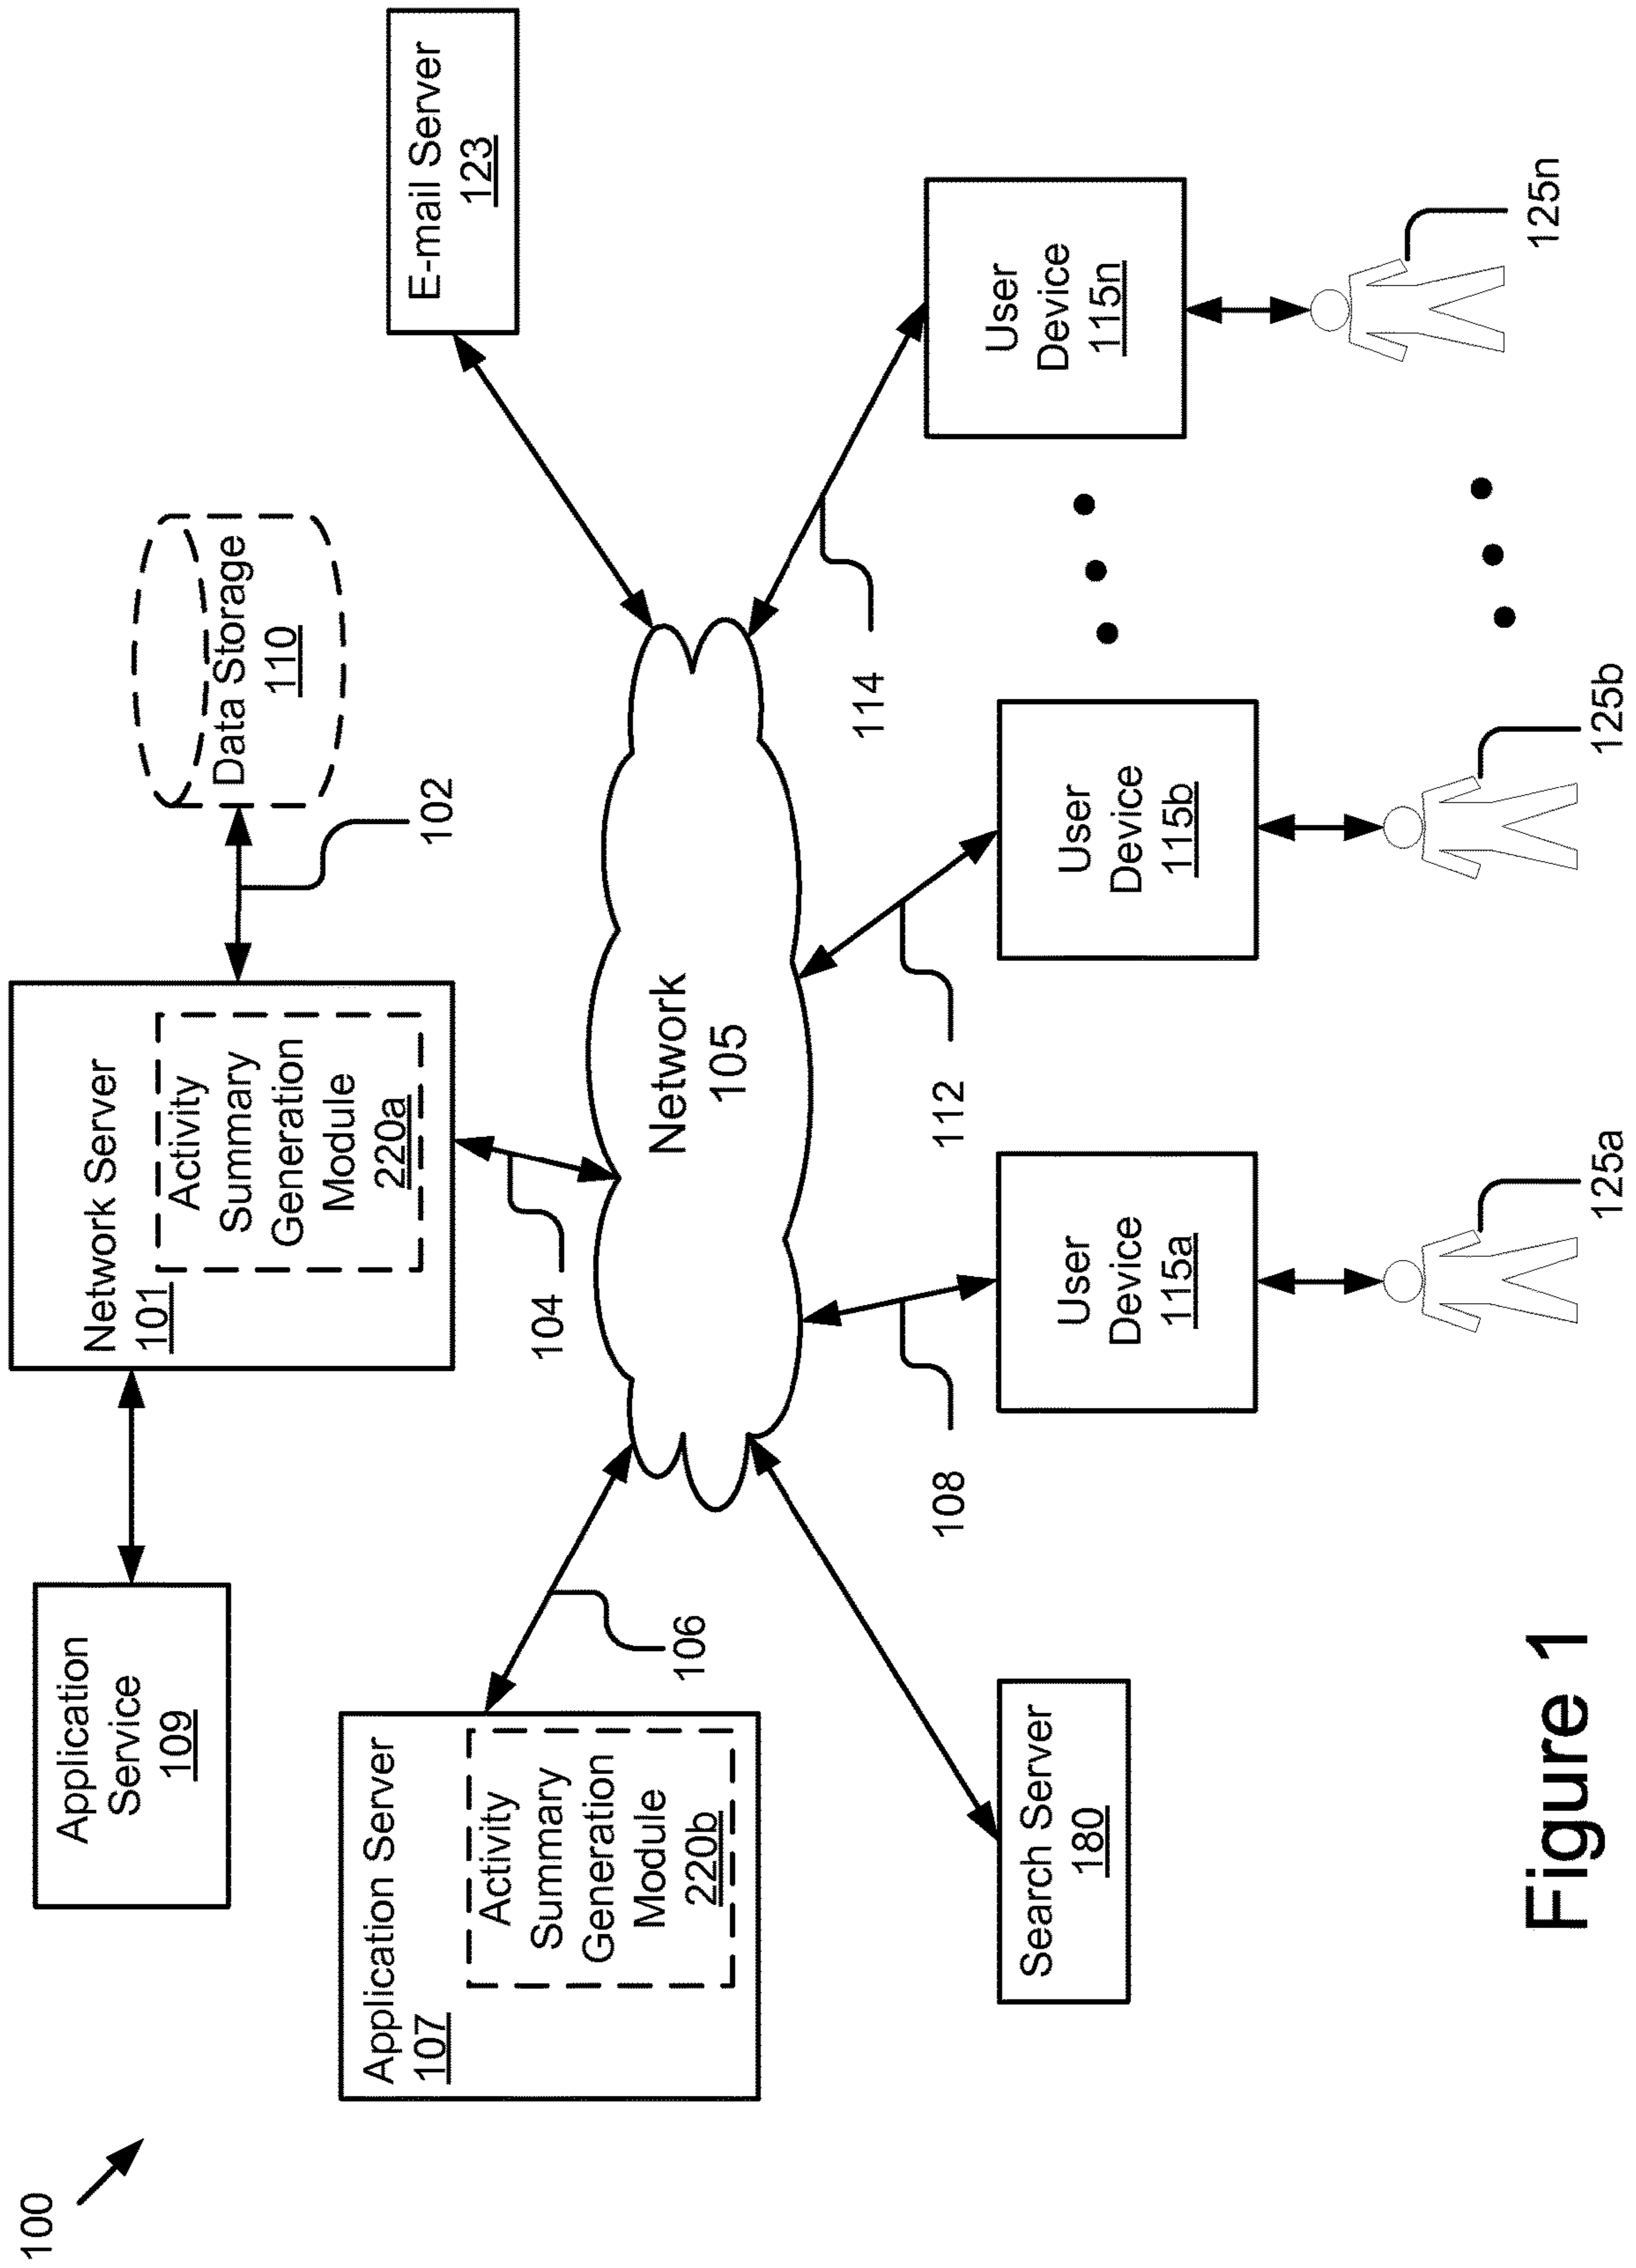 100
Application
Service
109
Network Server
101
Activity
Summary
Generation
Module
220a
Data Storage
110
102
E-mail Server
123
Application Server
107
Activity
Summary
Generation
Module
220b
106
104
Network
105
114
Search Server
180
108
112
User
Device
115a
User
Device
115b
User
Device
115n
125a
125b
125n
Figure 1